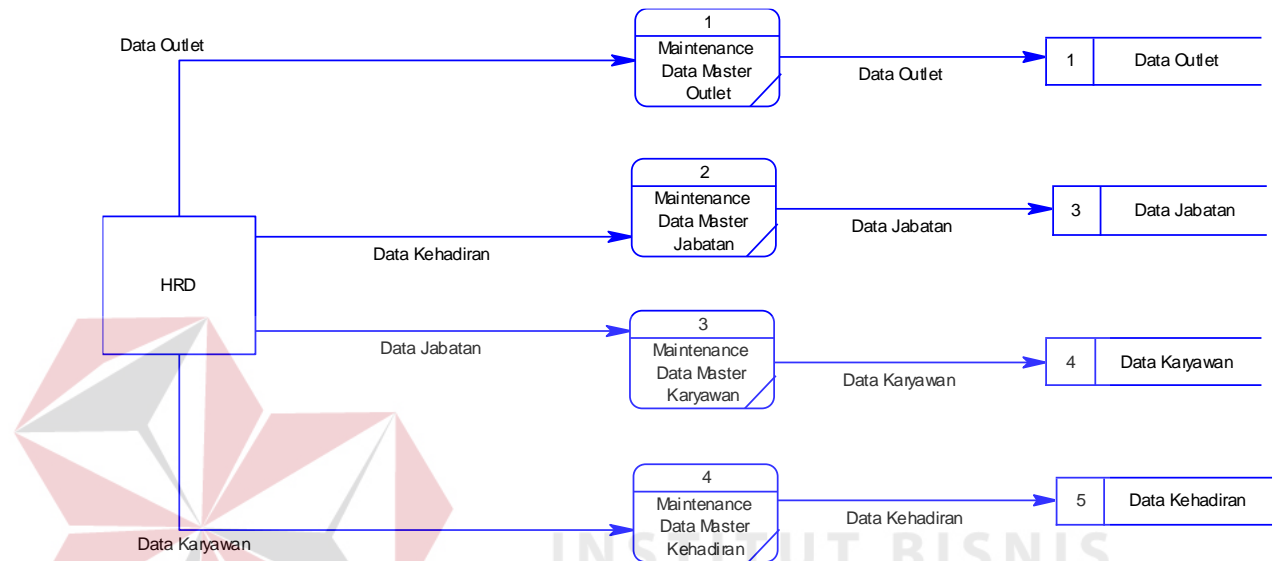 Data Outlet
1
Maintenance
Data Master
Outlet
Data Outlet
1
Data Outlet
2
Maintenance
Data Master
Jabatan
Data Kehadiran
Data Jabatan
3
Data Jabatan
HRD
3
Maintenance
Data Master
Karyawan
Data Jabatan
Data Karyawan
4
Data Karyawan
4
Maintenance
Data Master
Kehadiran
Data Karyawan
Data Kehadiran
5
Data Kehadiran
INSTITUT BISNIS